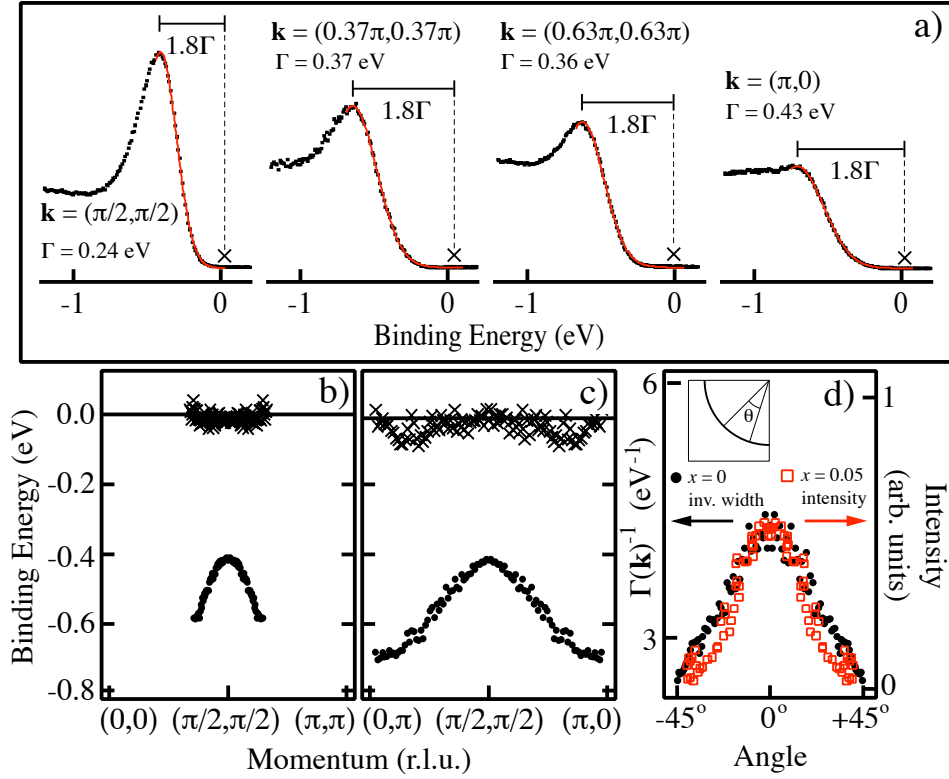 a)
1.8Γ
k = (π/2,π/2)
Γ = 0.24 eV
k = (0.37π,0.37π)
Γ = 0.37 eV
1.8Γ
k = (0.63π,0.63π)
Γ = 0.36 eV
1.8Γ
k = (π,0)
Γ = 0.43 eV
1.8Γ
-1 0 -1 0 -1 0 -1 0
Binding Energy (eV)
b)
0.0
-0.2
-0.4
-0.6
-0.8
Binding Energy (eV)
(0,0) (π/2,π/2) (π,π)
c)
(0,π) (π/2,π/2) (π,0)
Momentum (r.l.u.)
d)
θ
6
3
Γ(k)⁻¹ (eV⁻¹)
x = 0
inv. width
x = 0.05
intensity
1
0
Intensity
(arb. units)
-45° 0° +45°
Angle